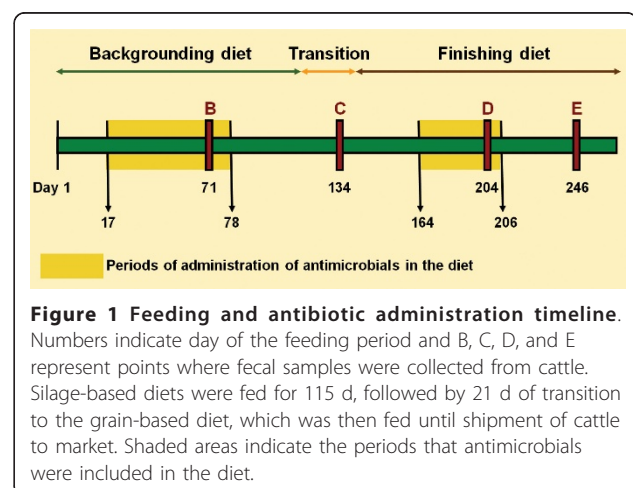 Backgrounding diet Transition Finishing diet
B C D E
Day 1 71 134 204 246
17 78 164 206
Periods of administration of antimicrobials in the diet
Figure 1 Feeding and antibiotic administration timeline.
Numbers indicate day of the feeding period and B, C, D, and E
represent points where fecal samples were collected from cattle.
Silage-based diets were fed for 115 d, followed by 21 d of transition
to the grain-based diet, which was then fed until shipment of cattle
to market. Shaded areas indicate the periods that antimicrobials
were included in the diet.